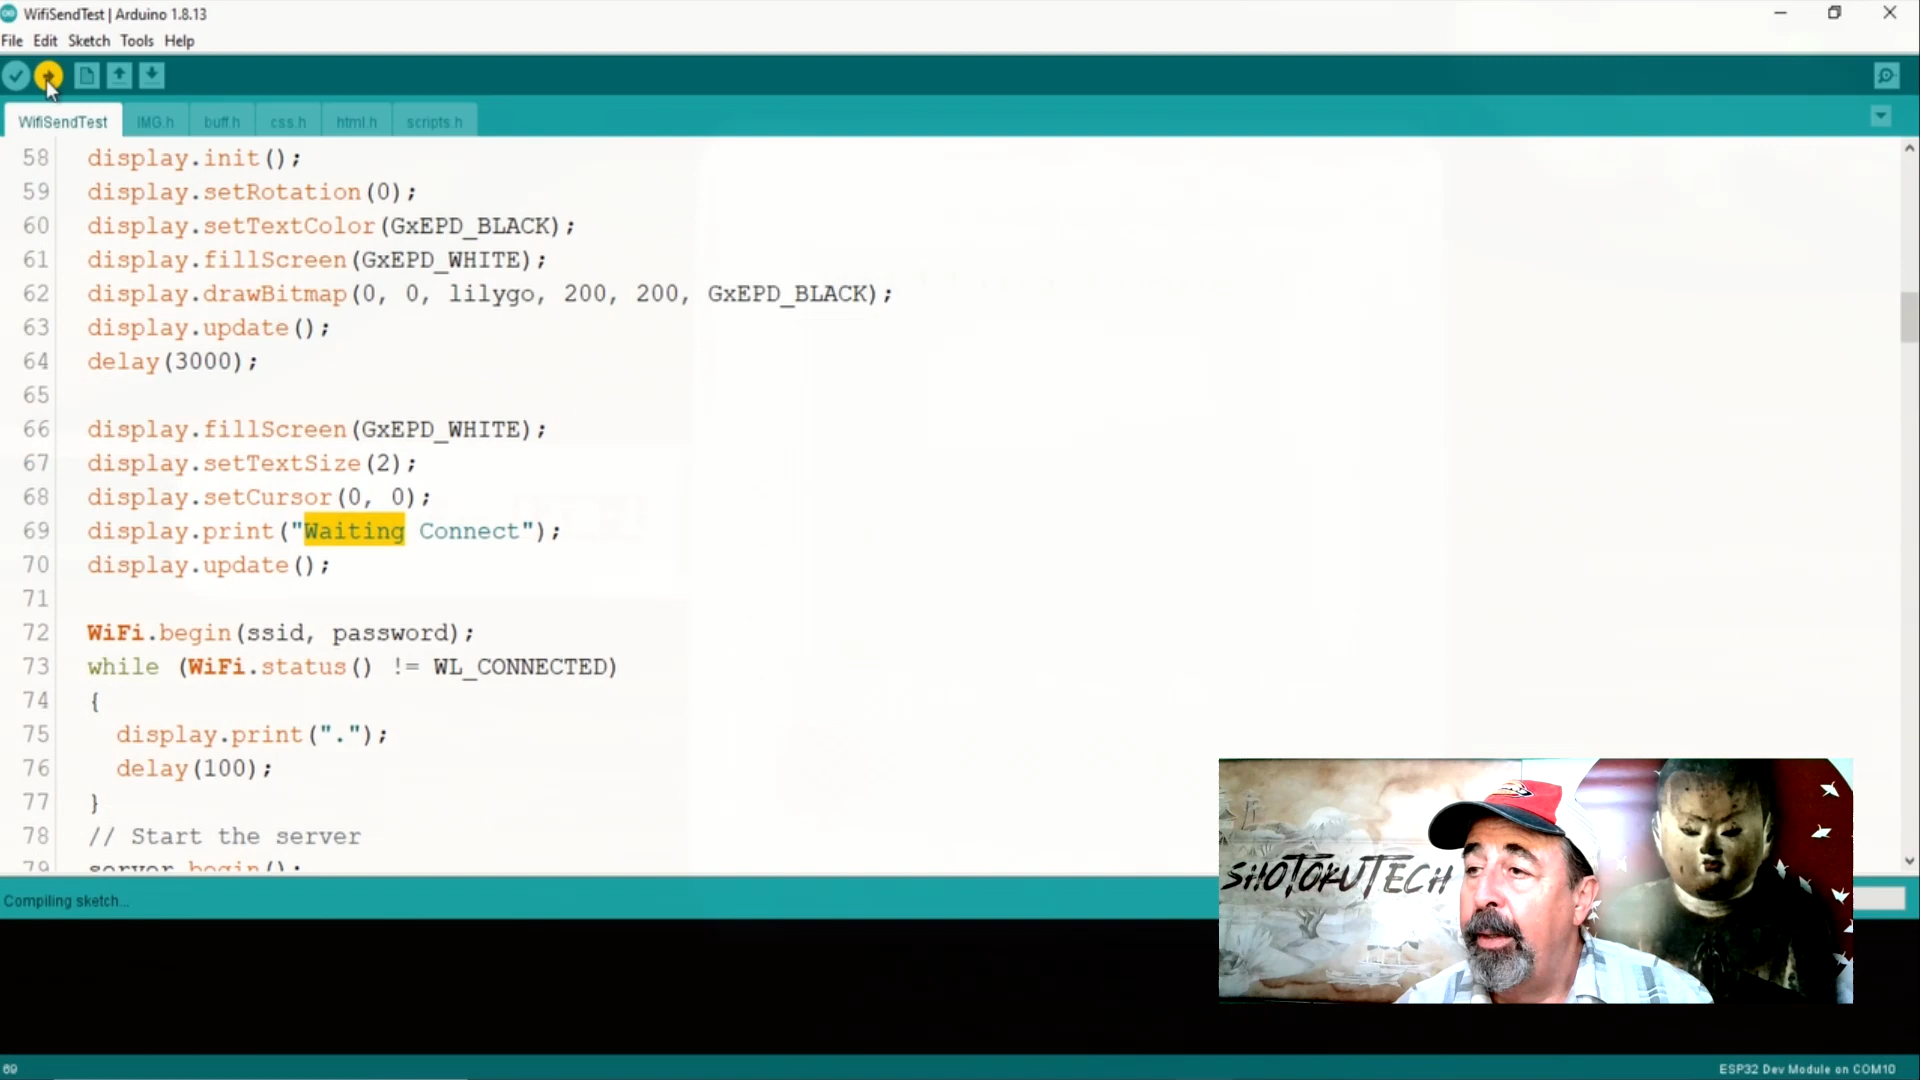 WifiSendTest | Arduino 1.8.13
File Edit Sketch Tools Help
WifiSendTest IMG.h buff.h css.h html.h scripts.h
58 display.init();
59 display.setRotation(0);
60 display.setTextColor(GxEPD_BLACK);
61 display.fillScreen(GxEPD_WHITE);
62 display.drawBitmap(0, 0, lilygo, 200, 200, GxEPD_BLACK);
63 display.update();
64 delay(3000);
65
66 display.fillScreen(GxEPD_WHITE);
67 display.setTextSize(2);
68 display.setCursor(0, 0);
69 display.print("Waiting Connect");
70 display.update();
71
72 WiFi.begin(ssid, password);
73 while (WiFi.status() != WL_CONNECTED)
74 {
75 display.print(".");
76 delay(100);
77 }
78 // Start the server
79 server.begin();
Compiling sketch...
SHOTOKUTECH
69 ESP32 Dev Module on COM10